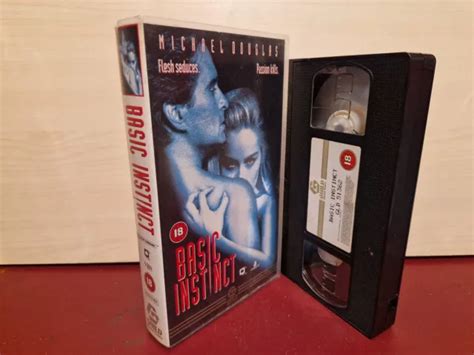 BASIC INSTINCT
18
MICHAEL DOUGLAS
Flesh seduces. Passion kills.
18
BASIC
INSTINCT
18
BASIC INSTINCT